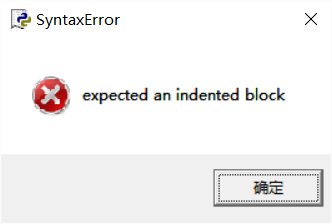 SyntaxError
expected an indented block
确定